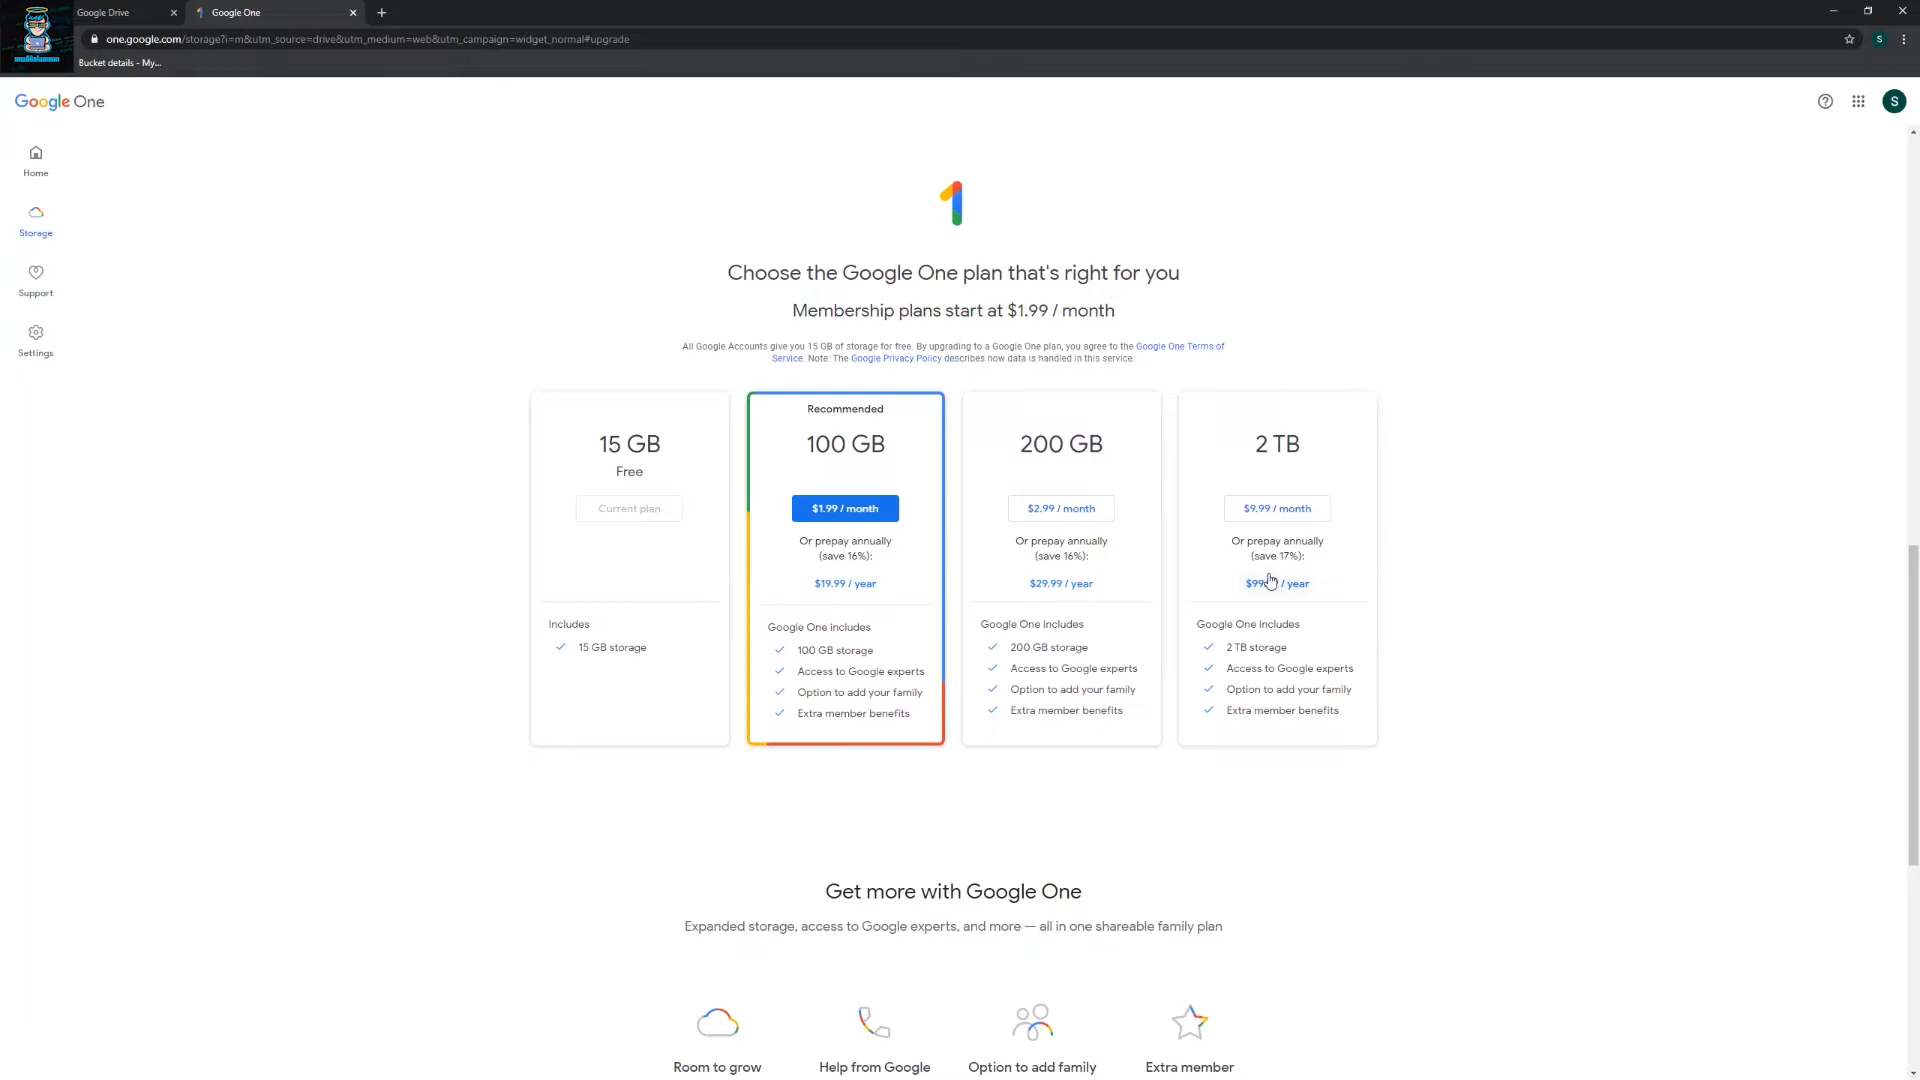 Google Drive
Google One
one.google.com/storage?i=m&utm_source=drive&utm_medium=web&utm_campaign=widget_normal#upgrade
S
Bucket details - My...
Google One
S
Home
Storage
Support
Settings
Choose the Google One plan that's right for you
Membership plans start at $1.99 / month
All Google Accounts give you 15 GB of storage for free. By upgrading to a Google One plan, you agree to the Google One Terms of
Service. Note: The Google Privacy Policy describes how data is handled in this service.
15 GB
Free
Current plan
Includes
15 GB storage
Recommended
100 GB
$1.99 / month
Or prepay annually
(save 16%):
$19.99 / year
Google One includes
100 GB storage
Access to Google experts
Option to add your family
Extra member benefits
200 GB
$2.99 / month
Or prepay annually
(save 16%):
$29.99 / year
Google One includes
200 GB storage
Access to Google experts
Option to add your family
Extra member benefits
2 TB
$9.99 / month
Or prepay annually
(save 17%):
/ year
Google One includes
2 TB storage
Access to Google experts
Option to add your family
Extra member benefits
Get more with Google One
Expanded storage, access to Google experts, and more — all in one shareable family plan
Room to grow
Help from Google
Option to add family
Extra member